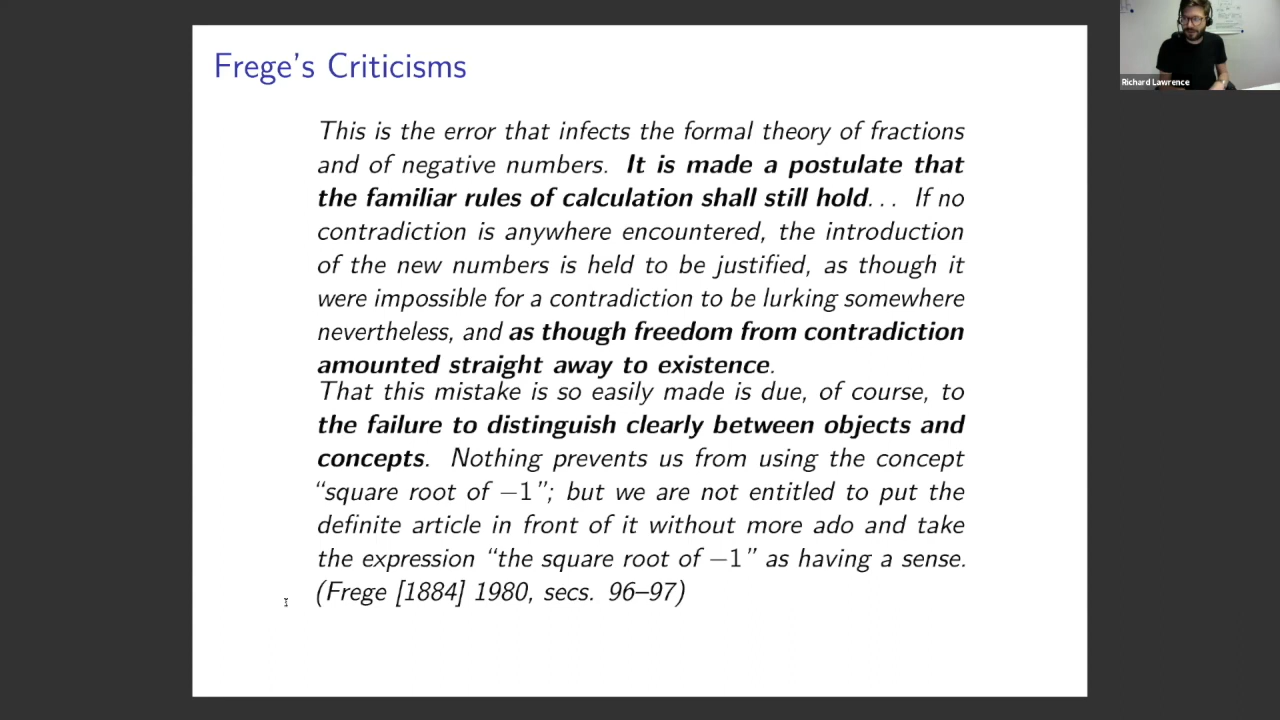 Frege's Criticisms
Richard Lawrence
This is the error that infects the formal theory of fractions
and of negative numbers. It is made a postulate that
the familiar rules of calculation shall still hold... If no
contradiction is anywhere encountered, the introduction
of the new numbers is held to be justified, as though it
were impossible for a contradiction to be lurking somewhere
nevertheless, and as though freedom from contradiction
amounted straight away to existence.
That this mistake is so easily made is due, of course, to
the failure to distinguish clearly between objects and
concepts. Nothing prevents us from using the concept
“square root of −1”; but we are not entitled to put the
definite article in front of it without more ado and take
the expression “the square root of −1” as having a sense.
(Frege [1884] 1980, secs. 96–97)